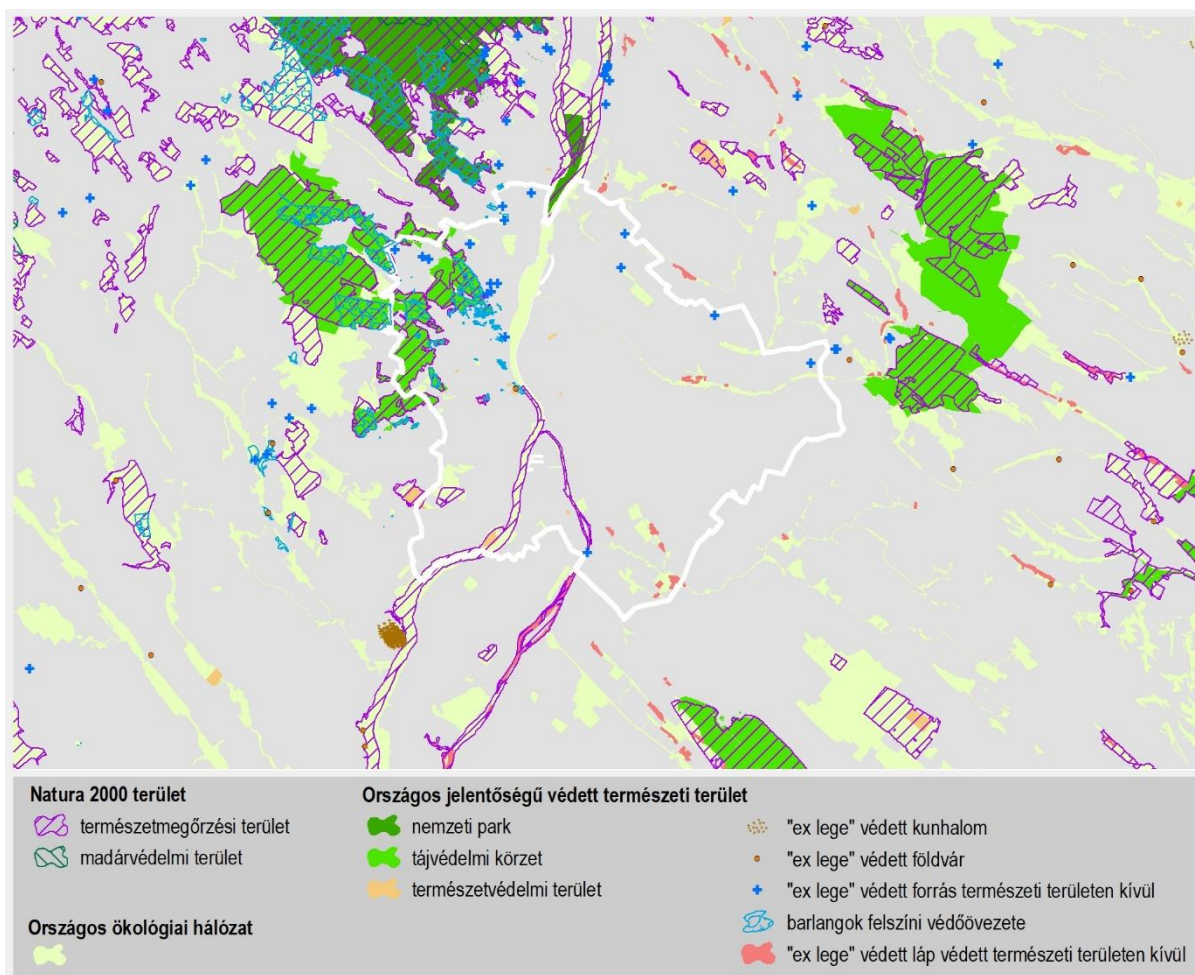 Natura 2000 terület
természetmegőrzési terület
madárvédelmi terület
Országos ökológiai hálózat
Országos jelentőségű védett természeti terület
nemzeti park
tájvédelmi körzet
természetvédelmi terület
"ex lege" védett kunhalom
"ex lege" védett földvár
"ex lege" védett forrás természeti területen kívül
barlangok felszíni védőövezete
"ex lege" védett láp védett természeti területen kívül